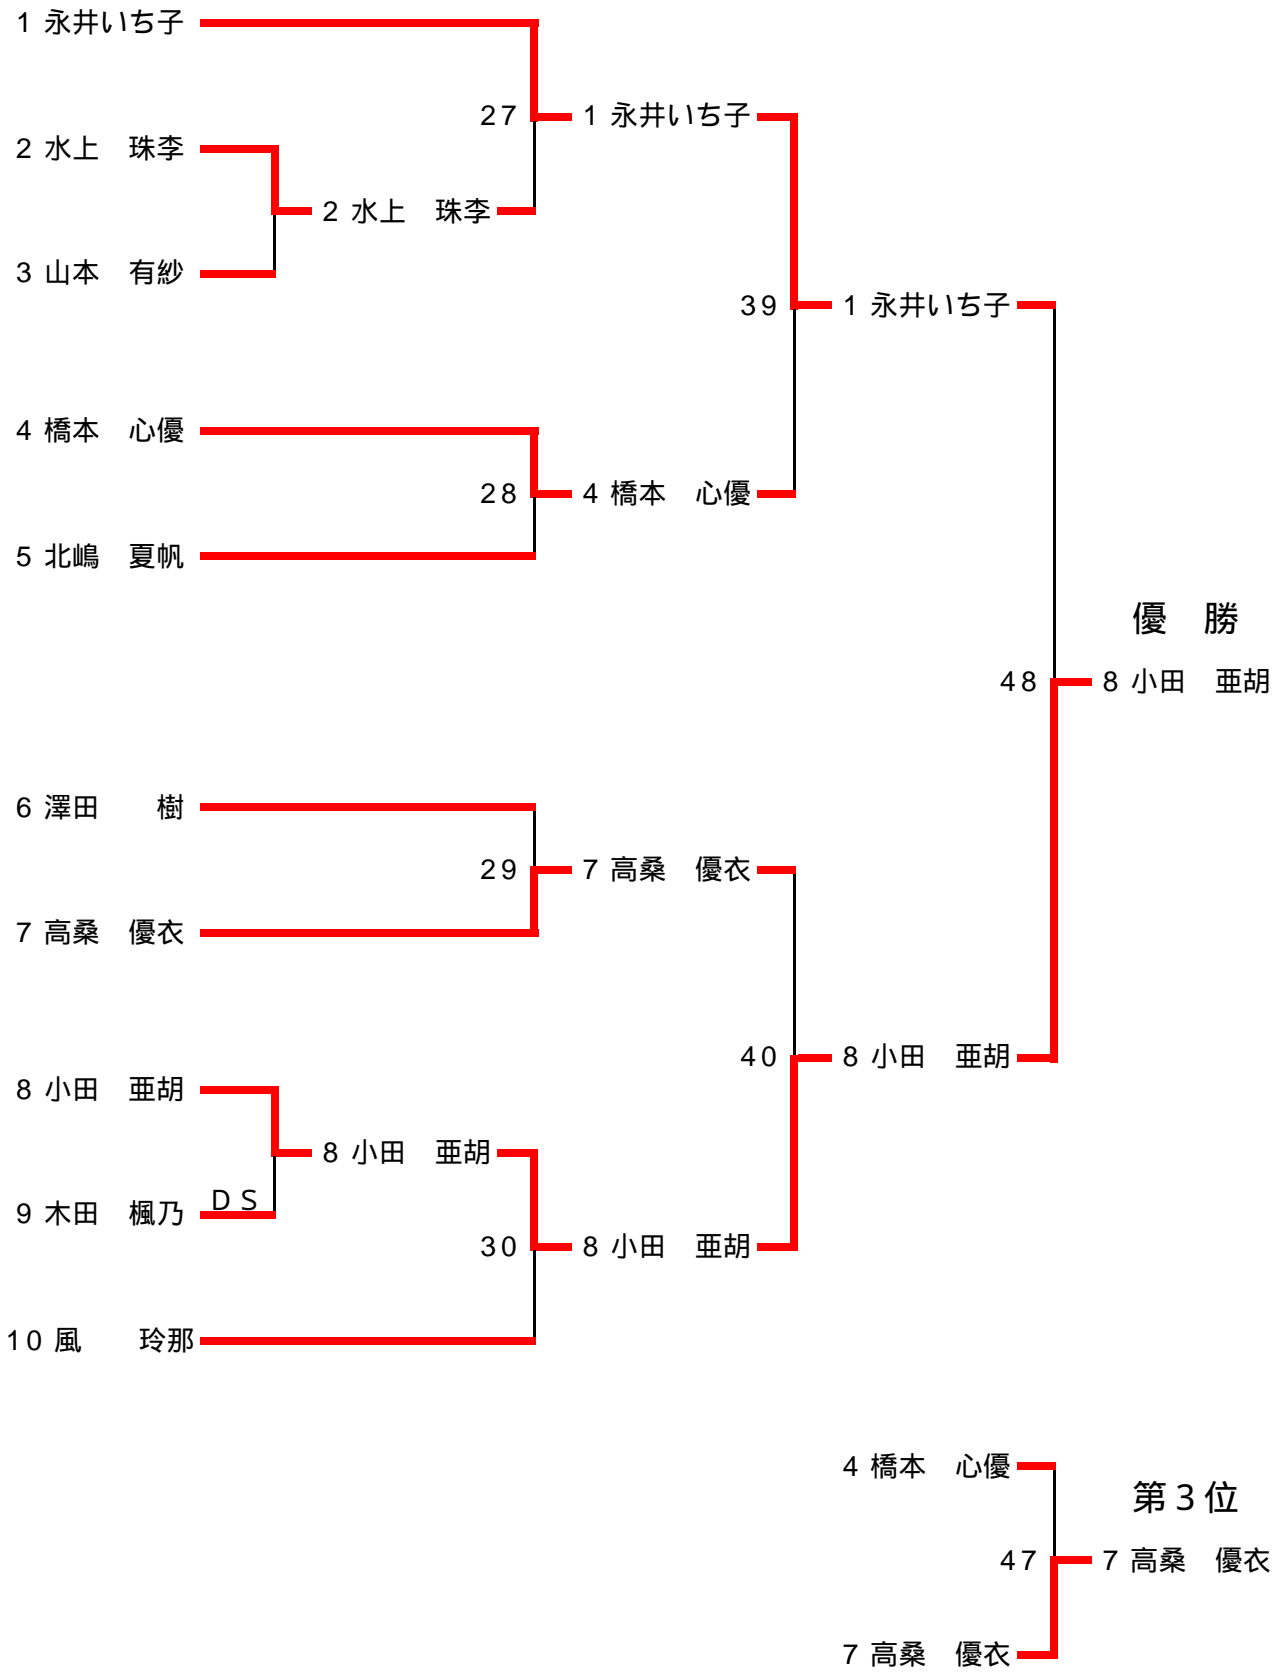 1 永井いち子
27 1 永井いち子
2 水上　珠李
2 水上　珠李
3 山本　有紗
39 1 永井いち子
4 橋本　心優
28 4 橋本　心優
5 北嶋　夏帆
優　勝
48 8 小田　亜胡
6 澤田　　樹
29 7 高桑　優衣
7 高桑　優衣
40 8 小田　亜胡
8 小田　亜胡
8 小田　亜胡
9 木田　楓乃 ＤＳ
30 8 小田　亜胡
10 風　　玲那
4 橋本　心優
第３位
47 7 高桑　優衣
7 高桑　優衣